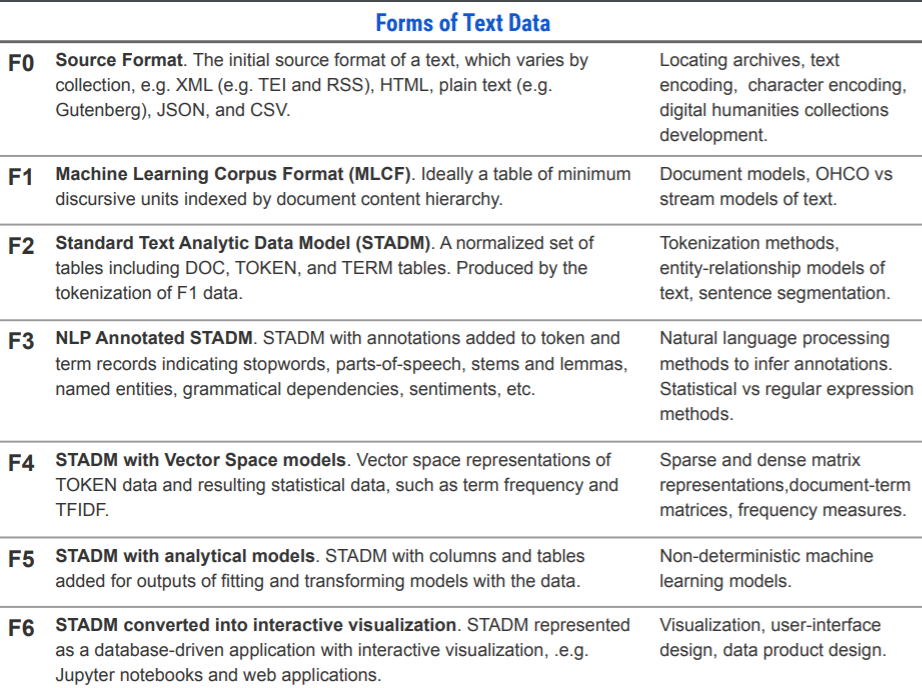 Forms of Text Data
F0 Source Format. The initial source format of a text, which varies by
collection, e.g. XML (e.g. TEI and RSS), HTML, plain text (e.g.
Gutenberg), JSON, and CSV.
Locating archives, text
encoding, character encoding,
digital humanities collections
development.
F1 Machine Learning Corpus Format (MLCF). Ideally a table of minimum
discursive units indexed by document content hierarchy.
Document models, OHCO vs
stream models of text.
F2 Standard Text Analytic Data Model (STADM). A normalized set of
tables including DOC, TOKEN, and TERM tables. Produced by the
tokenization of F1 data.
Tokenization methods,
entity-relationship models of
text, sentence segmentation.
F3 NLP Annotated STADM. STADM with annotations added to token and
term records indicating stopwords, parts-of-speech, stems and lemmas,
named entities, grammatical dependencies, sentiments, etc.
Natural language processing
methods to infer annotations.
Statistical vs regular expression
methods.
F4 STADM with Vector Space models. Vector space representations of
TOKEN data and resulting statistical data, such as term frequency and
TFIDF.
Sparse and dense matrix
representations,document-term
matrices, frequency measures.
F5 STADM with analytical models. STADM with columns and tables
added for outputs of fitting and transforming models with the data.
Non-deterministic machine
learning models.
F6 STADM converted into interactive visualization. STADM represented
as a database-driven application with interactive visualization, .e.g.
Jupyter notebooks and web applications.
Visualization, user-interface
design, data product design.